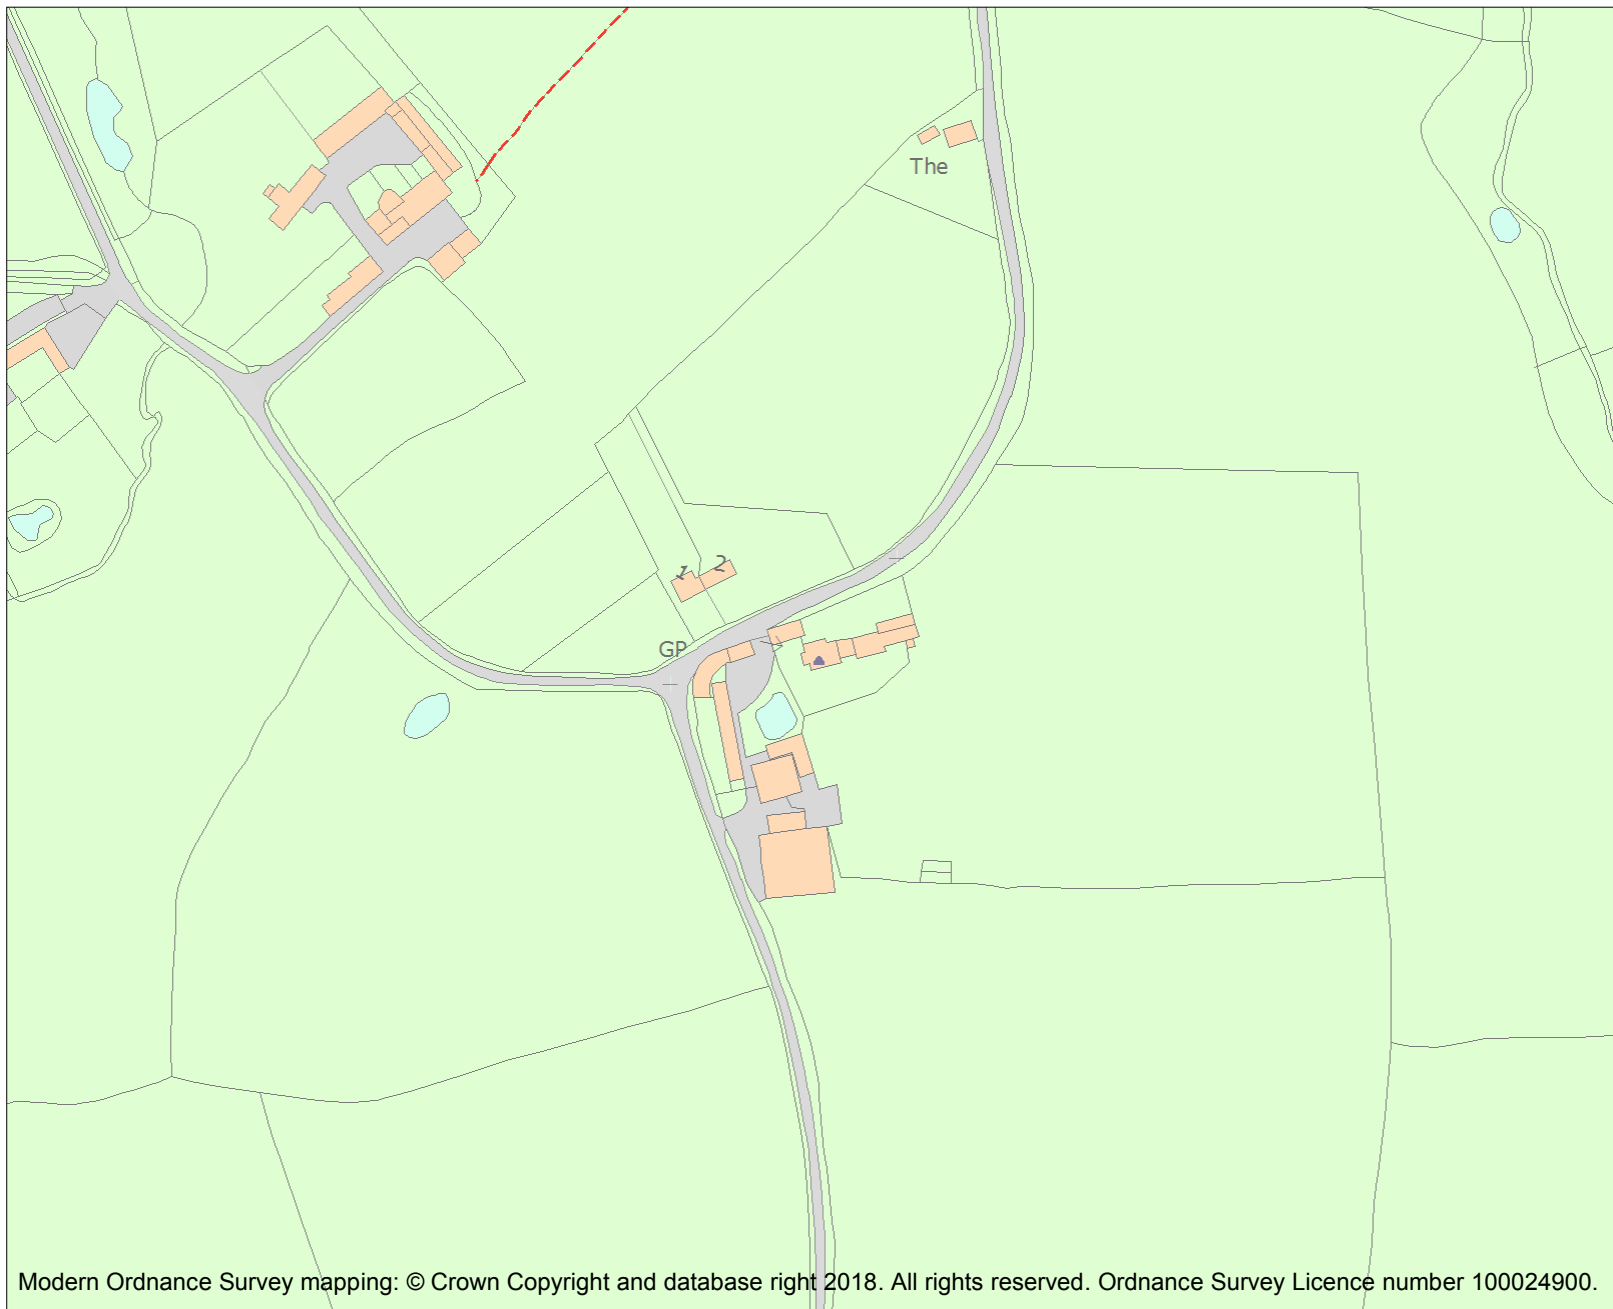 The
1 2
GP
Modern Ordnance Survey mapping: © Crown Copyright and database right 2018. All rights reserved. Ordnance Survey Licence number 100024900.